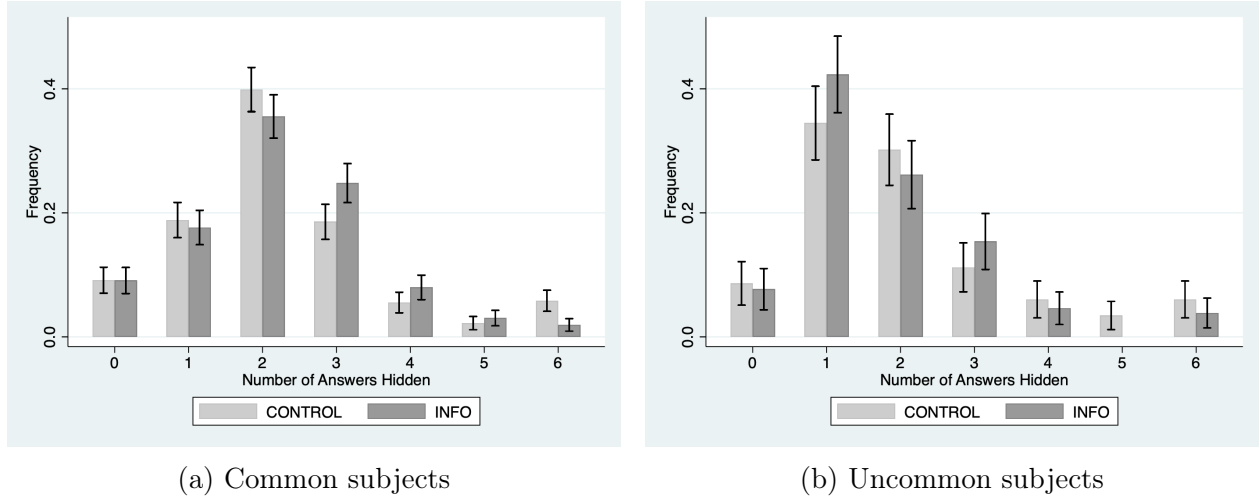 Frequency
0.4
0.2
0.0
0 1 2 3 4 5 6
Number of Answers Hidden
CONTROL INFO
(a) Common subjects
Frequency
0.4
0.2
0.0
0 1 2 3 4 5 6
Number of Answers Hidden
CONTROL INFO
(b) Uncommon subjects